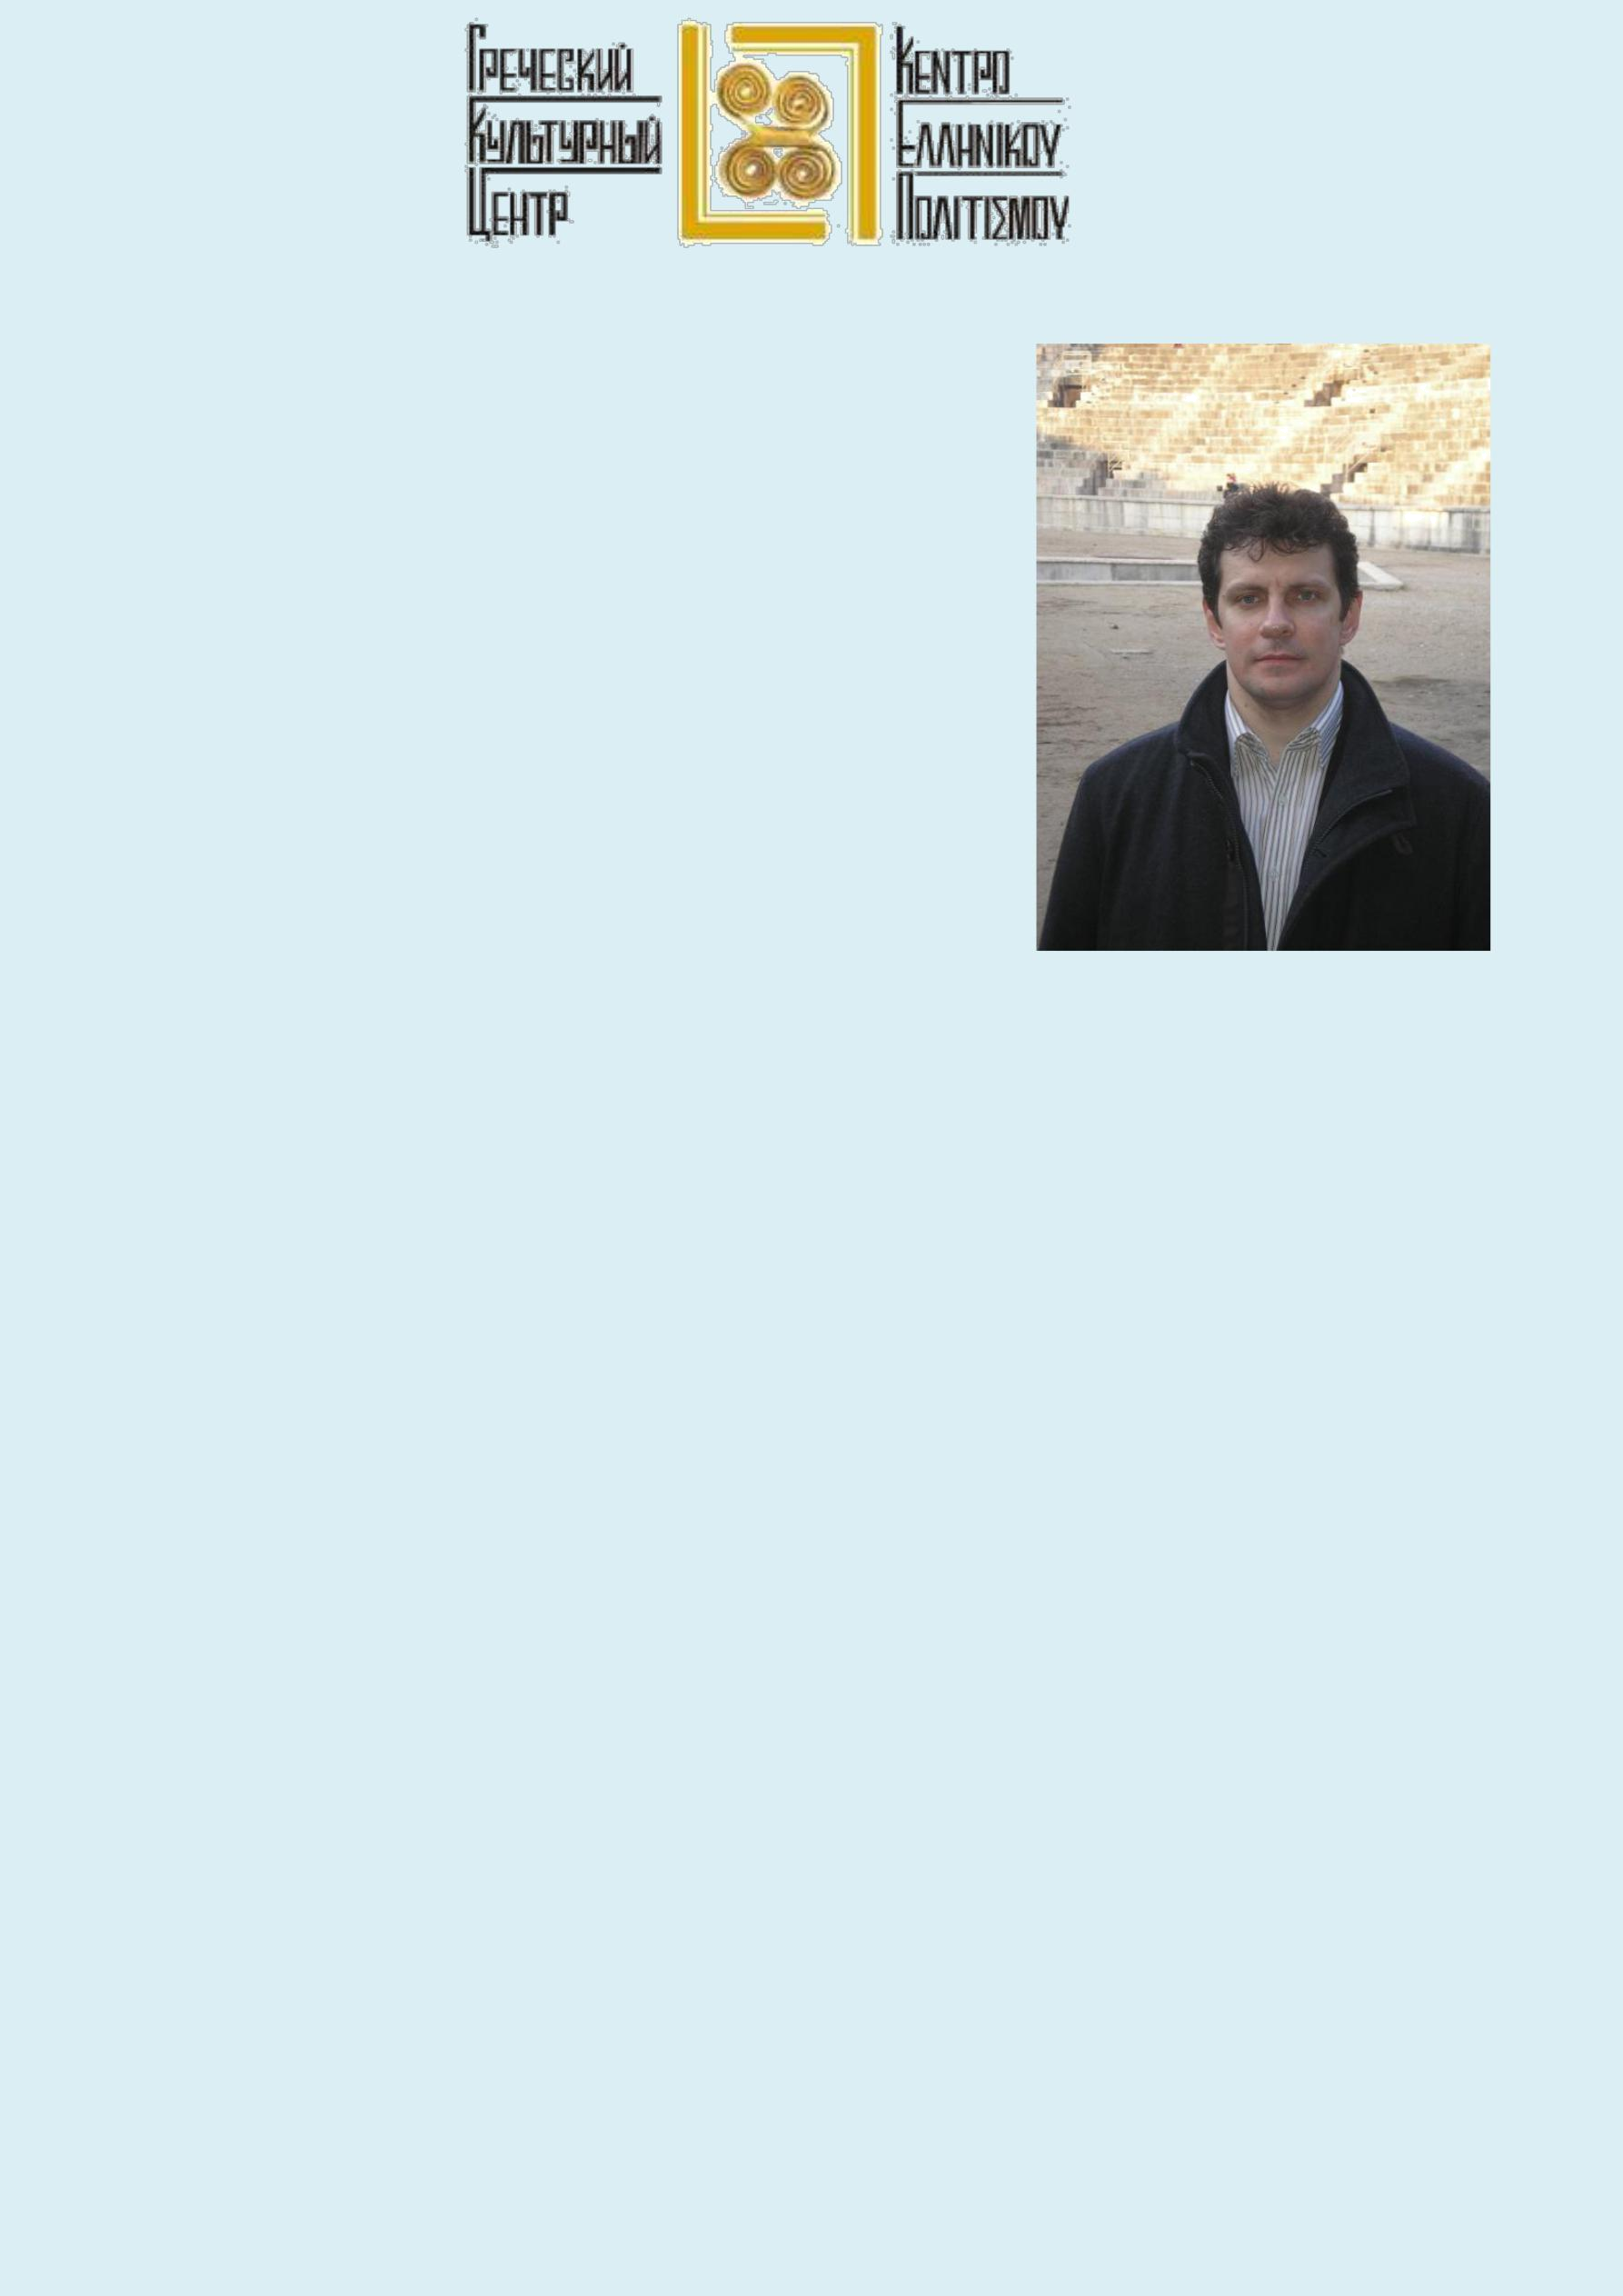 Греческий
Культурный
Центр
Κεντρο
Ελληνικου
Πολιτισμου